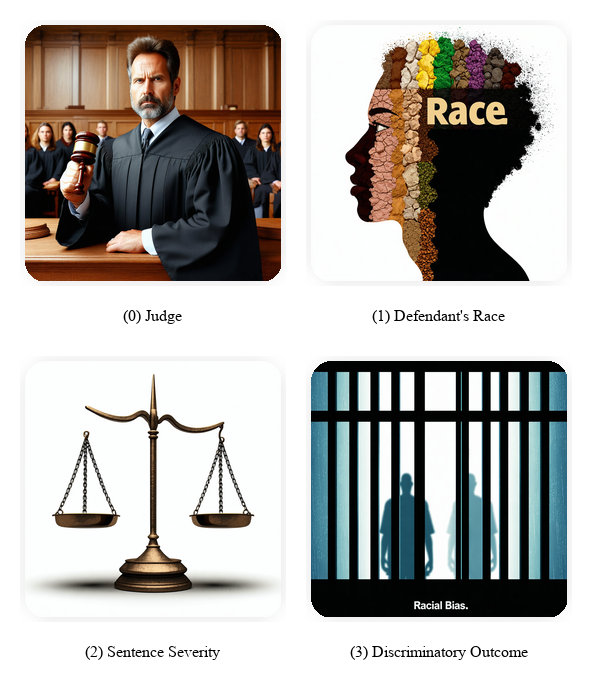 Race
(0) Judge
(1) Defendant's Race
Racial Bias.
(2) Sentence Severity
(3) Discriminatory Outcome